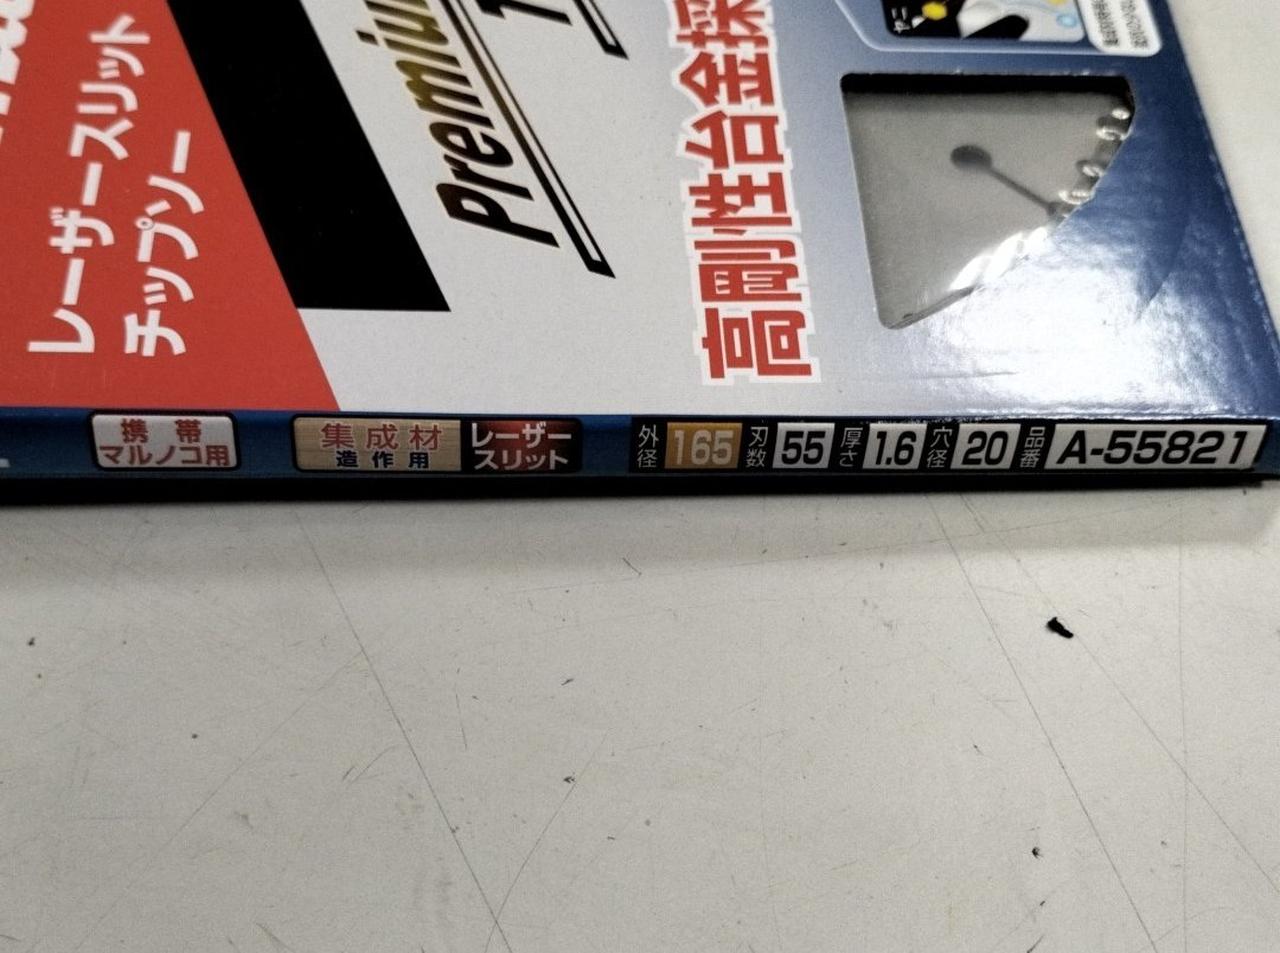 レーザースリット
チップソー
Premium
高剛性台金採
ヤニ
携帯
マルノコ用
集成材
造作用
レーザー
スリット
外径 165 刃数 55 厚さ 1.6 穴径 20 品番 A-55821